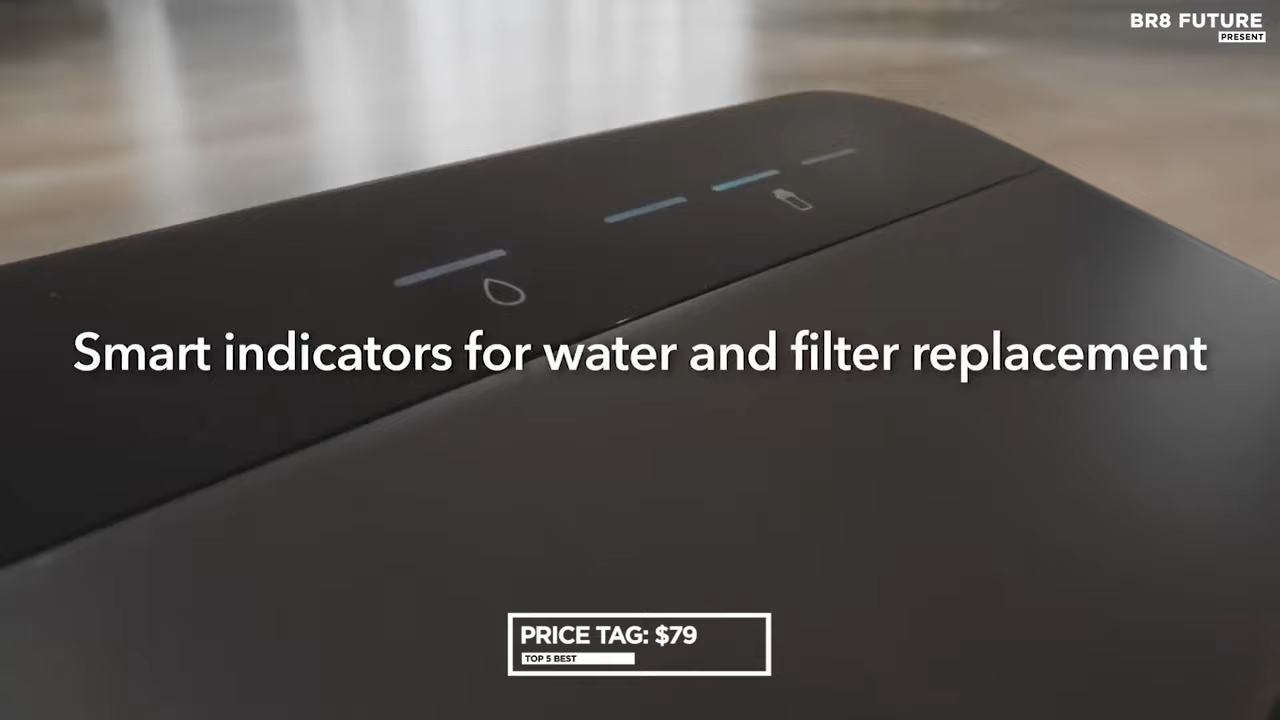 BR8 FUTURE
PRESENT
Smart indicators for water and filter replacement
PRICE TAG: $79
TOP 5 BEST